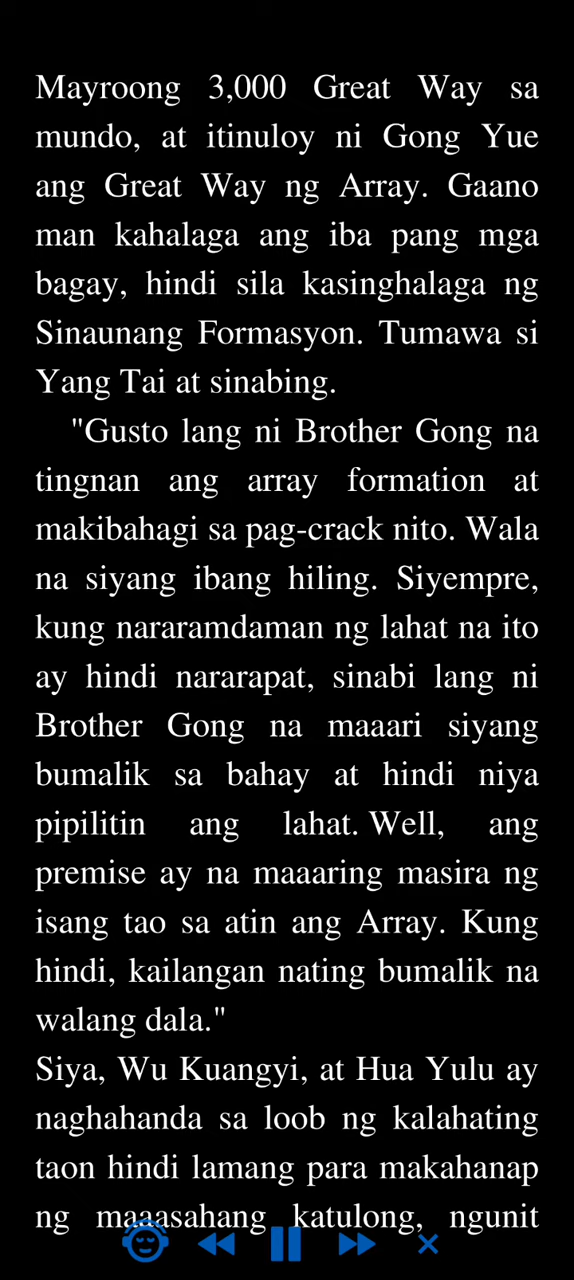 Mayroong 3,000 Great Way sa
mundo, at itinuloy ni Gong Yue
ang Great Way ng Array. Gaano
man kahalaga ang iba pang mga
bagay, hindi sila kasinghalaga ng
Sinaunang Formasyon. Tumawa si
Yang Tai at sinabing.
"Gusto lang ni Brother Gong na
tingnan ang array formation at
makibahagi sa pag-crack nito. Wala
na siyang ibang hiling. Siyempre,
kung nararamdaman ng lahat na ito
ay hindi nararapat, sinabi lang ni
Brother Gong na maaari siyang
bumalik sa bahay at hindi niya
pipilitin ang lahat. Well, ang
premise ay na maaaring masira ng
isang tao sa atin ang Array. Kung
hindi, kailangan nating bumalik na
walang dala."
Siya, Wu Kuangyi, at Hua Yulu ay
naghahanda sa loob ng kalahating
taon hindi lamang para makahanap
ng maaasahang katulong, ngunit